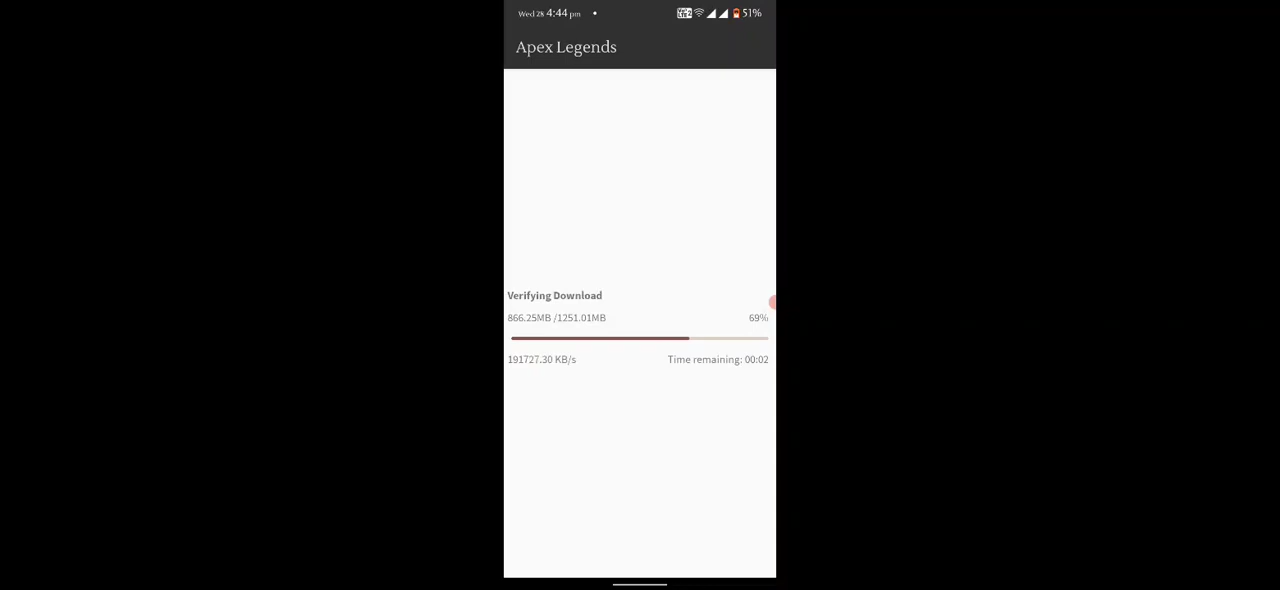 Wed 28 4:44 pm 51%
Apex Legends
Verifying Download
866.25MB /1251.01MB 69%
191727.30 KB/s Time remaining: 00:02